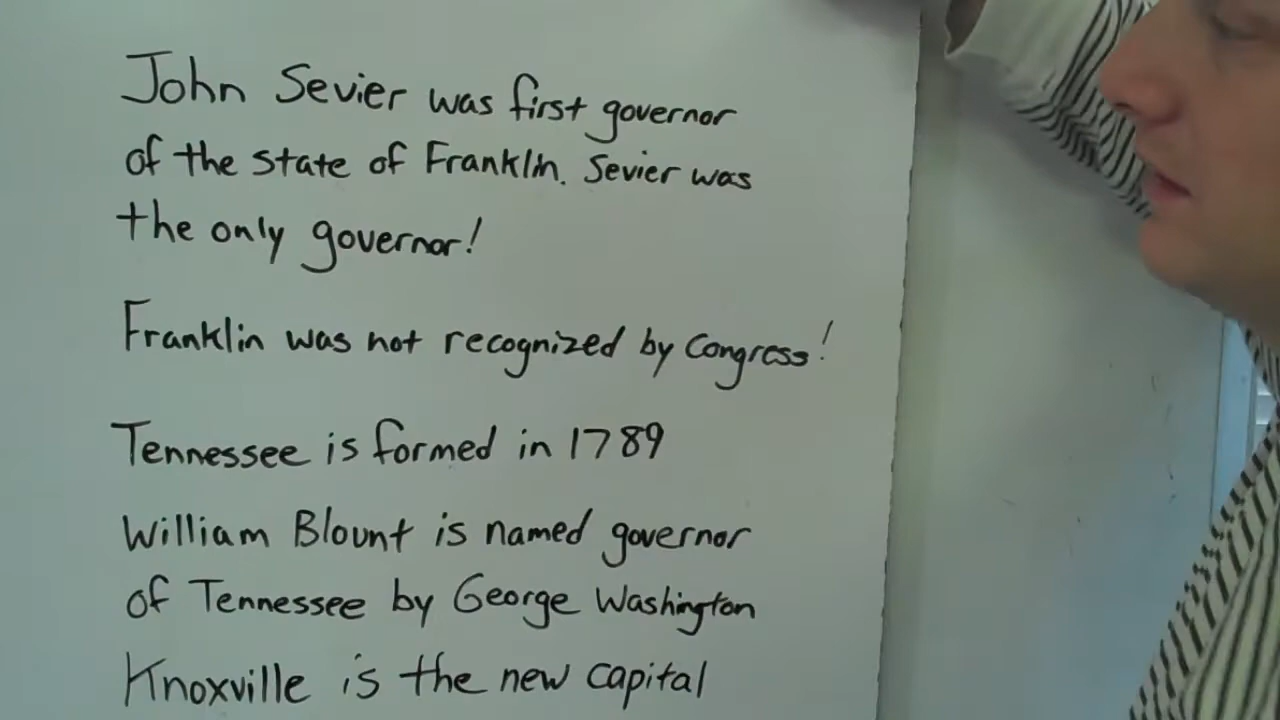 John Sevier was first governor
of the state of Franklin. Sevier was
the only governor!
Franklin was not recognized by Congress!
Tennessee is formed in 1789
William Blount is named governor
of Tennessee by George Washington
Knoxville is the new capital